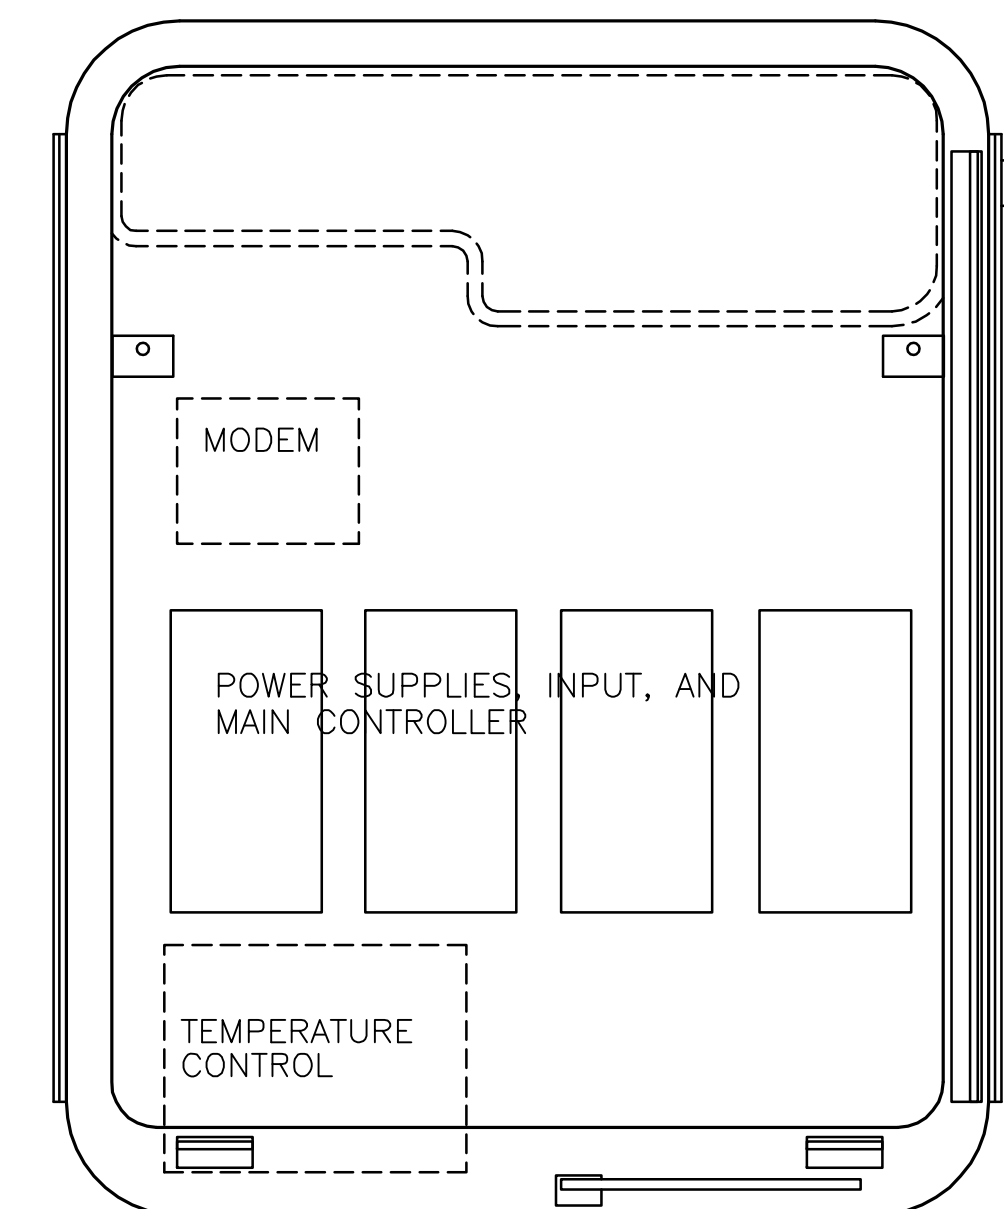 MODEM
POWER SUPPLIES, INPUT, AND
MAIN CONTROLLER
TEMPERATURE
CONTROL